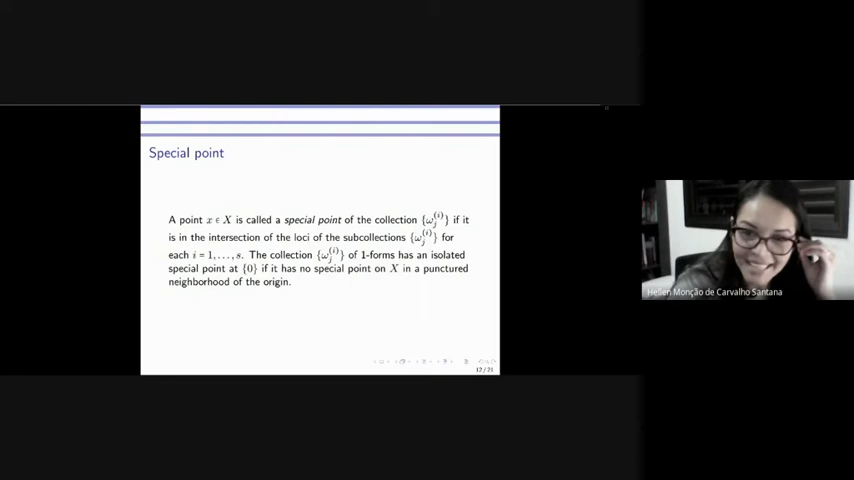 Special point
A point x ∈ X is called a special point of the collection {ω_j^{(i)}} if it
is in the intersection of the loci of the subcollections {ω_j^{(i)}} for
each i = 1, . . . , s. The collection {ω_j^{(i)}} of 1-forms has an isolated
special point at {0} if it has no special point on X in a punctured
neighborhood of the origin.
12 / 21
Hellen Monção de Carvalho Santana